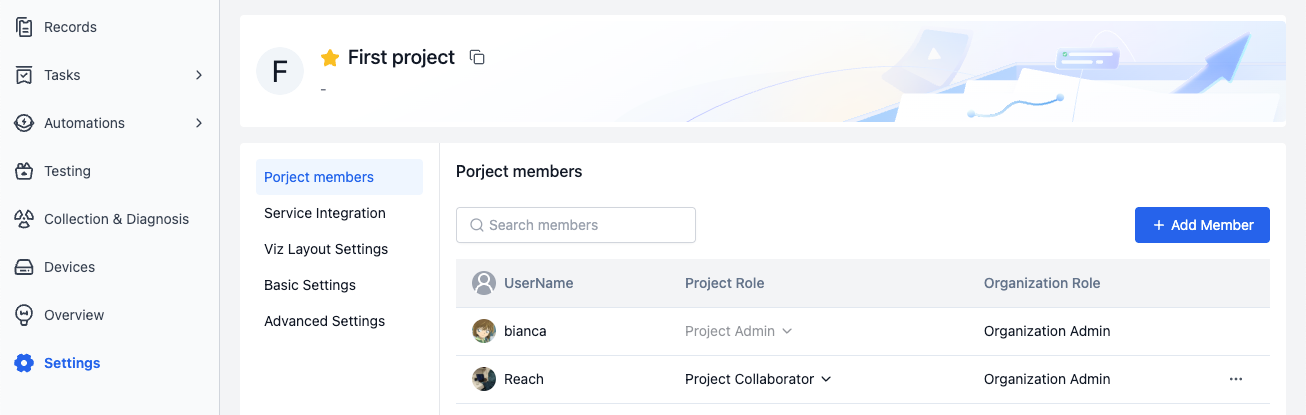 Records
Tasks
Automations
Testing
Collection & Diagnosis
Devices
Overview
Settings
F
First project
-
Porject members
Service Integration
Viz Layout Settings
Basic Settings
Advanced Settings
Porject members
Search members
+ Add Member
UserName Project Role Organization Role
bianca Project Admin Organization Admin
Reach Project Collaborator Organization Admin ...